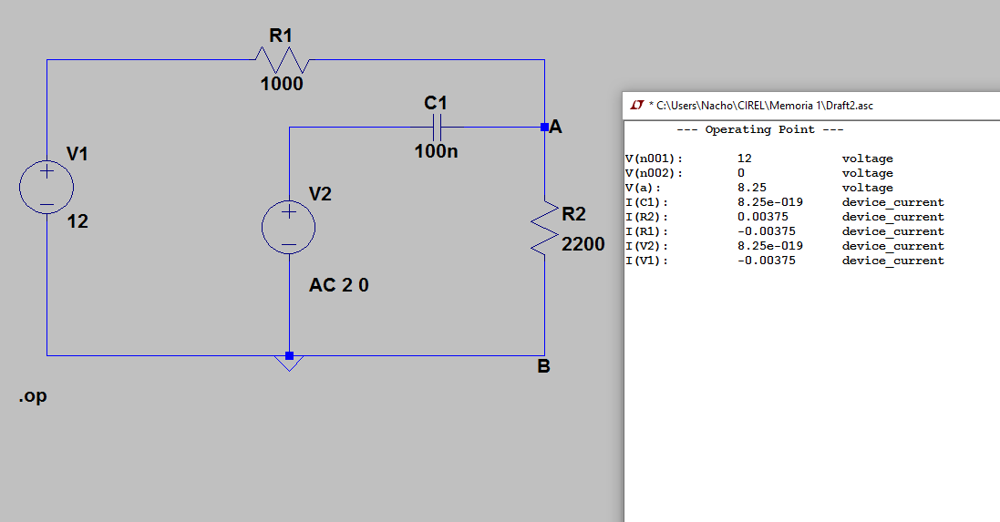 R1
1000
C1
100n
A
V1
12
V2
AC 2 0
R2
2200
B
.op
* C:\Users\Nacho\CIREL\Memoria 1\Draft2.asc
--- Operating Point ---
V(n001): 12 voltage
V(n002): 0 voltage
V(a): 8.25 voltage
I(C1): 8.25e-019 device_current
I(R2): 0.00375 device_current
I(R1): -0.00375 device_current
I(V2): 8.25e-019 device_current
I(V1): -0.00375 device_current